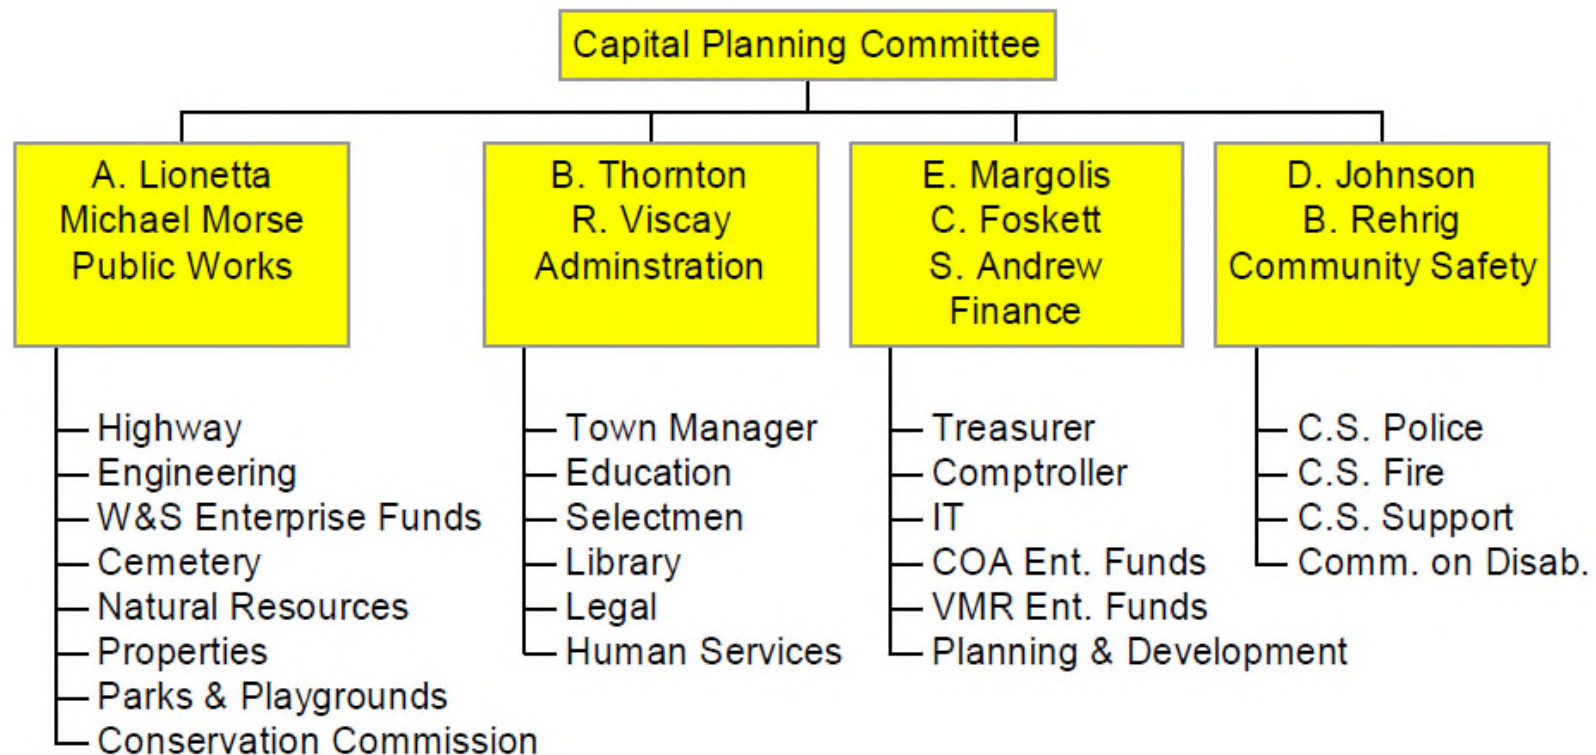 Capital Planning Committee
A. Lionetta
Michael Morse
Public Works
B. Thornton
R. Viscay
Adminstration
E. Margolis
C. Foskett
S. Andrew
Finance
D. Johnson
B. Rehrig
Community Safety
Highway
Engineering
W&S Enterprise Funds
Cemetery
Natural Resources
Properties
Parks & Playgrounds
Conservation Commission
Town Manager
Education
Selectmen
Library
Legal
Human Services
Treasurer
Comptroller
IT
COA Ent. Funds
VMR Ent. Funds
Planning & Development
C.S. Police
C.S. Fire
C.S. Support
Comm. on Disab.